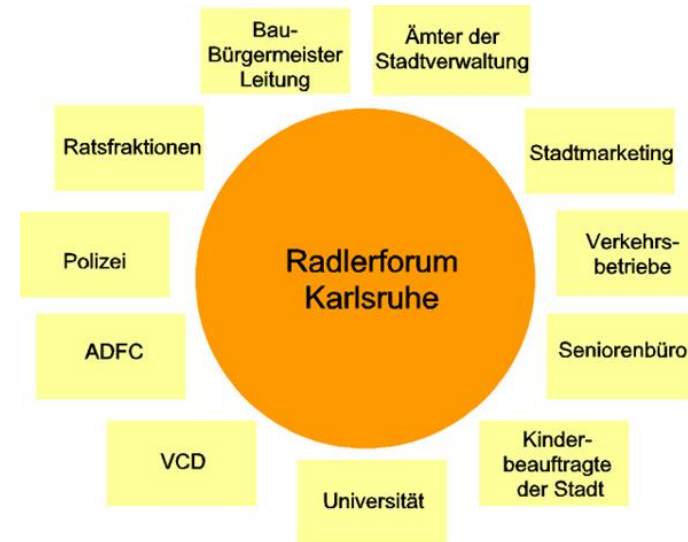 Bau-
Bürgermeister
Leitung
Ämter der
Stadtverwaltung
Ratsfraktionen
Stadtmarketing
Polizei
Radlerforum
Karlsruhe
Verkehrs-
betriebe
ADFC
Seniorenbüro
VCD
Kinder-
beauftragte
der Stadt
Universität